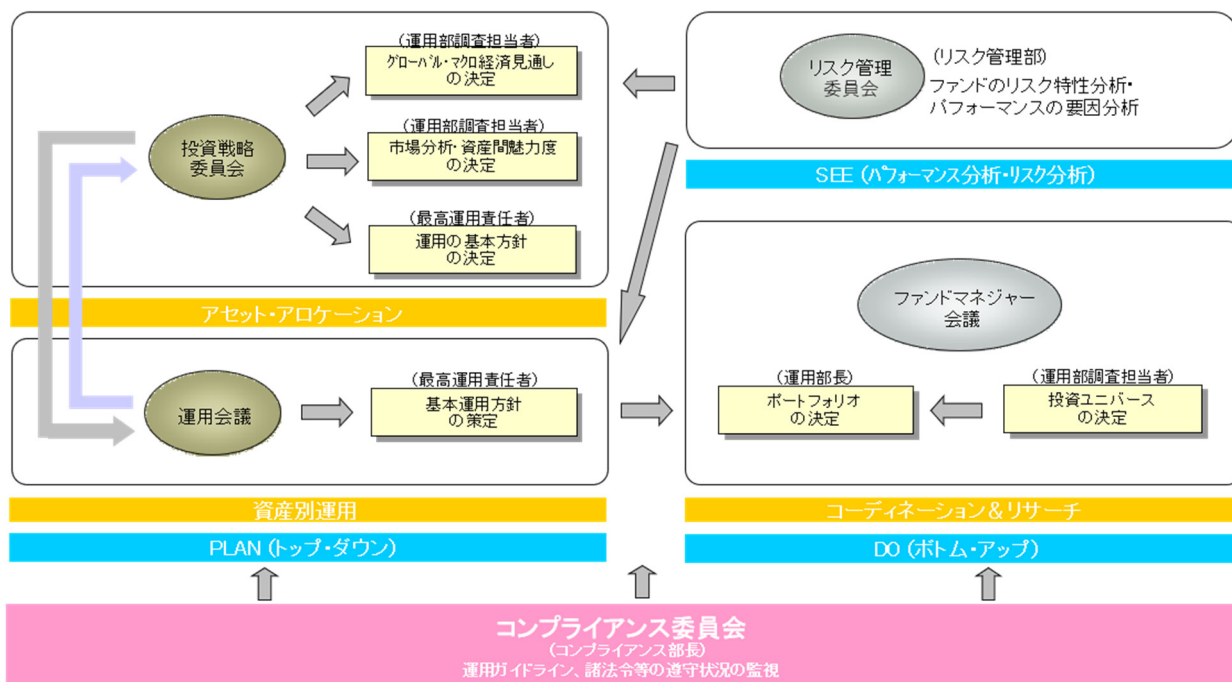 (運用部調査担当者)
グローバル・マクロ経済見通し
の決定
投資戦略
委員会
(運用部調査担当者)
市場分析・資産間魅力度
の決定
(最高運用責任者)
運用の基本方針
の決定
アセット・アロケーション
運用会議
(最高運用責任者)
基本運用方針
の策定
資産別運用
PLAN (トップ・ダウン)
リスク管理
委員会
(リスク管理部)
ファンドのリスク特性分析・
パフォーマンスの要因分析
SEE (パフォーマンス分析・リスク分析)
ファンドマネジャー
会議
(運用部長)
ポートフォリオ
の決定
(運用部調査担当者)
投資ユニバース
の決定
コーディネーション＆リサーチ
DO (ボトム・アップ)
コンプライアンス委員会
(コンプライアンス部長)
運用ガイドライン、諸法令等の遵守状況の監視